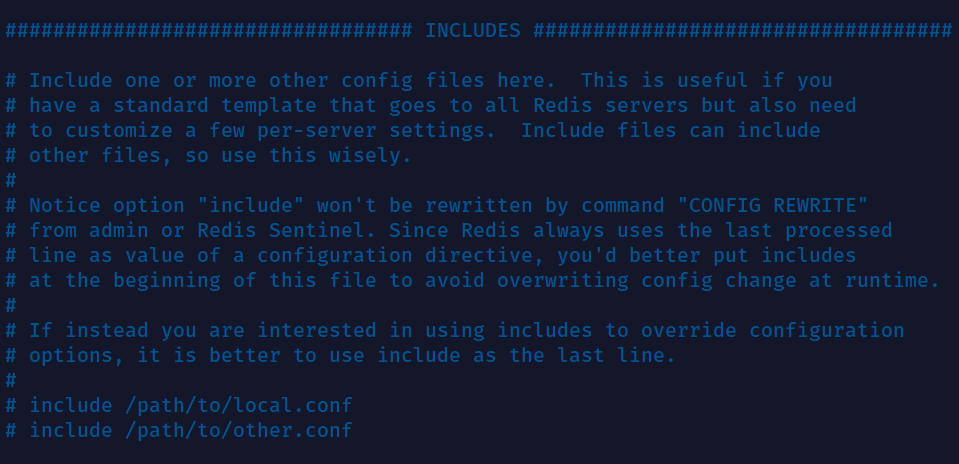 ################################## INCLUDES ###################################
# Include one or more other config files here.  This is useful if you
# have a standard template that goes to all Redis servers but also need
# to customize a few per-server settings.  Include files can include
# other files, so use this wisely.
#
# Notice option "include" won't be rewritten by command "CONFIG REWRITE"
# from admin or Redis Sentinel. Since Redis always uses the last processed
# line as value of a configuration directive, you'd better put includes
# at the beginning of this file to avoid overwriting config change at runtime.
#
# If instead you are interested in using includes to override configuration
# options, it is better to use include as the last line.
#
# include /path/to/local.conf
# include /path/to/other.conf